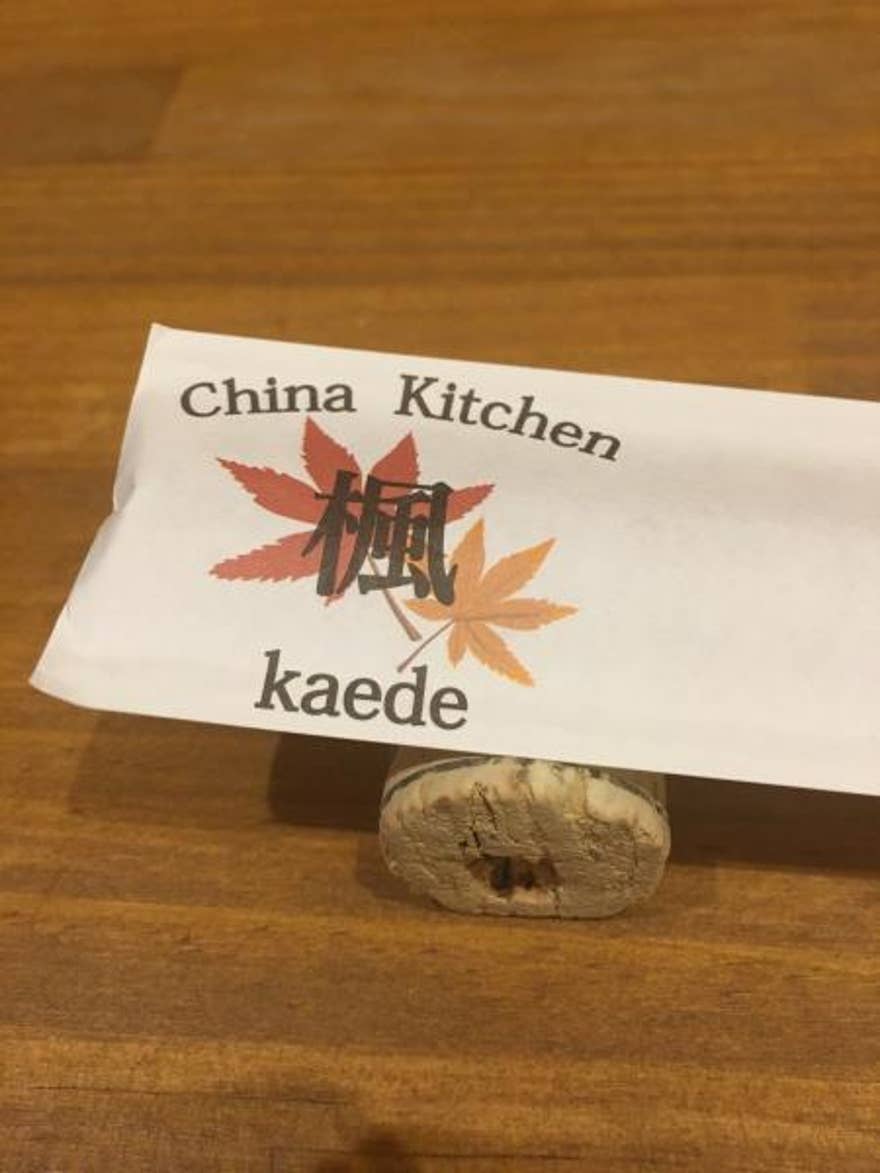 China Kitchen
楓
kaede